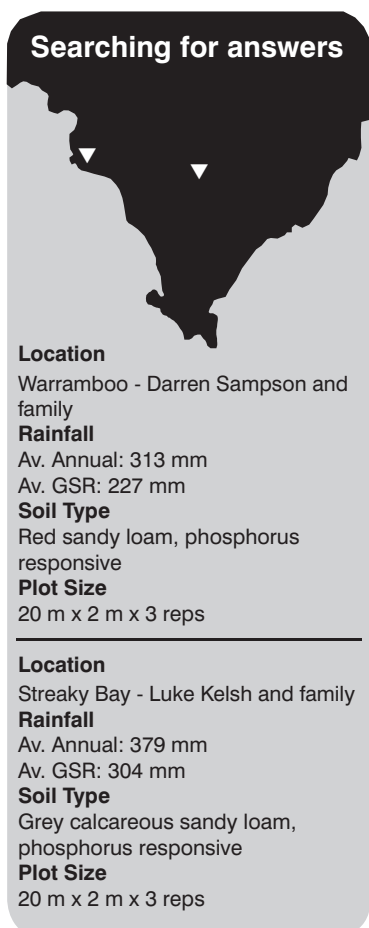 Searching for answers
Location
Warramboo - Darren Sampson and
family
Rainfall
Av. Annual: 313 mm
Av. GSR: 227 mm
Soil Type
Red sandy loam, phosphorus
responsive
Plot Size
20 m x 2 m x 3 reps
Location
Streaky Bay - Luke Kelsh and family
Rainfall
Av. Annual: 379 mm
Av. GSR: 304 mm
Soil Type
Grey calcareous sandy loam,
phosphorus responsive
Plot Size
20 m x 2 m x 3 reps